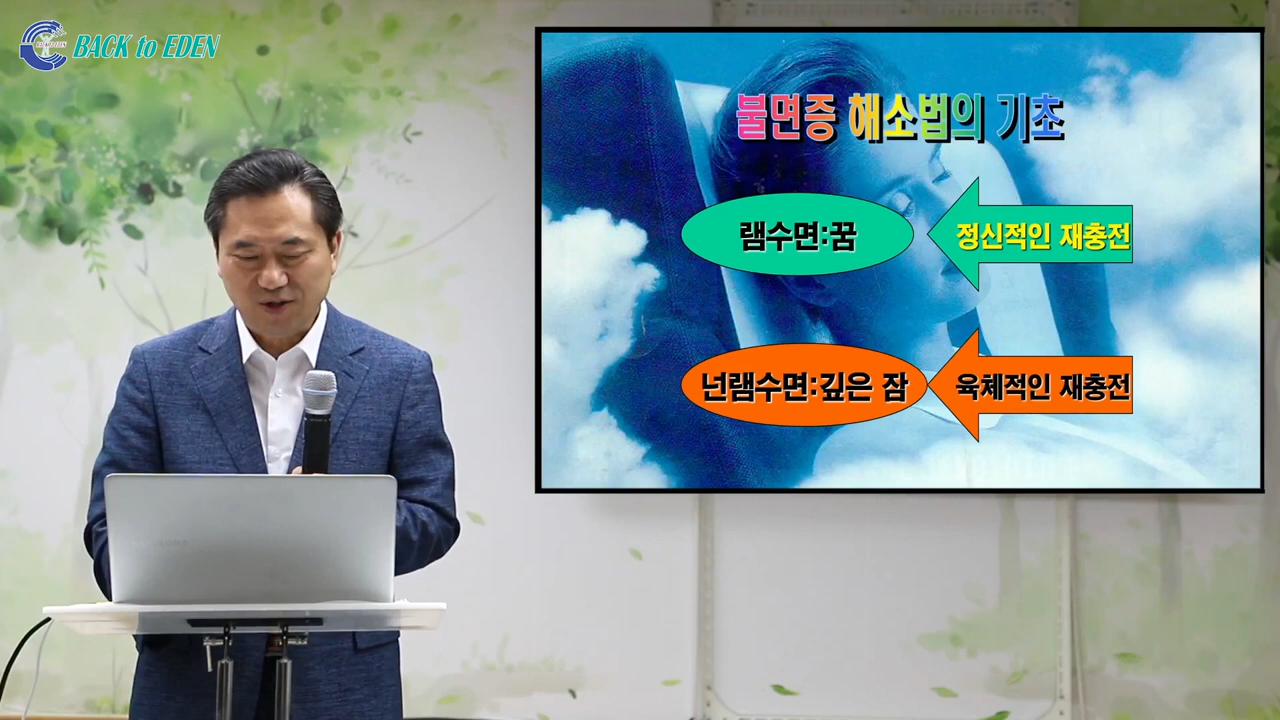 BACK to EDEN
불면증 해소법의 기초
램수면:꿈
정신적인 재충전
넌램수면:깊은 잠
육체적인 재충전